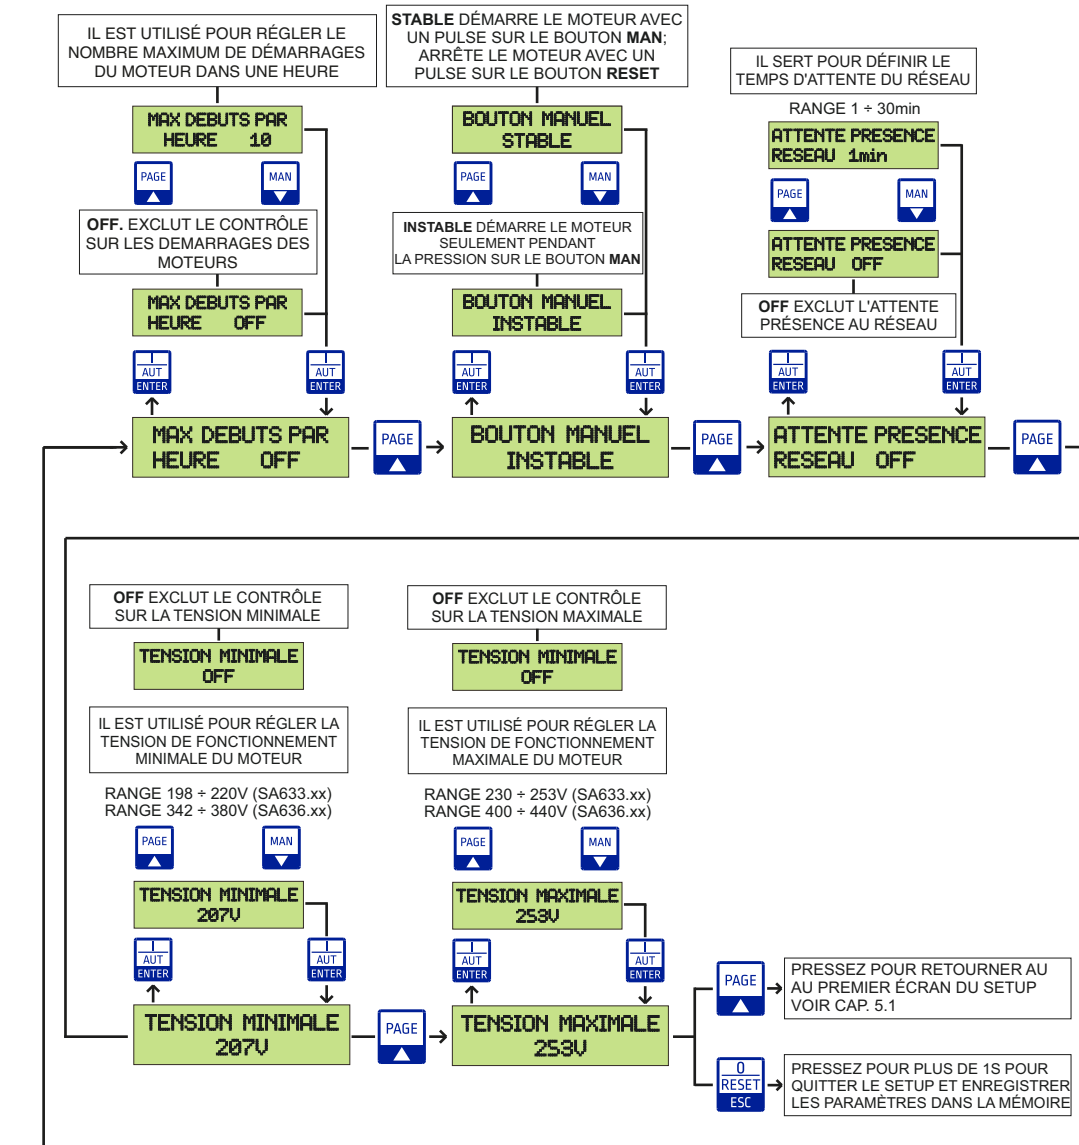 IL EST UTILISÉ POUR RÉGLER LE
NOMBRE MAXIMUM DE DÉMARRAGES
DU MOTEUR DANS UNE HEURE
MAX DEBUTS PAR
HEURE 10
PAGE
MAN
OFF. EXCLUT LE CONTRÔLE
SUR LES DEMARRAGES DES
MOTEURS
MAX DEBUTS PAR
HEURE OFF
AUT
ENTER
AUT
ENTER
MAX DEBUTS PAR
HEURE OFF
PAGE
STABLE DÉMARRE LE MOTEUR AVEC
UN PULSE SUR LE BOUTON MAN;
ARRÊTE LE MOTEUR AVEC UN
PULSE SUR LE BOUTON RESET
BOUTON MANUEL
STABLE
PAGE
MAN
INSTABLE DÉMARRE LE MOTEUR
SEULEMENT PENDANT
LA PRESSION SUR LE BOUTON MAN
BOUTON MANUEL
INSTABLE
AUT
ENTER
AUT
ENTER
BOUTON MANUEL
INSTABLE
PAGE
IL SERT POUR DÉFINIR LE
TEMPS D'ATTENTE DU RÉSEAU
RANGE 1 ÷ 30min
ATTENTE PRESENCE
RESEAU 1min
PAGE
MAN
ATTENTE PRESENCE
RESEAU OFF
OFF EXCLUT L'ATTENTE
PRÉSENCE AU RÉSEAU
AUT
ENTER
AUT
ENTER
ATTENTE PRESENCE
RESEAU OFF
PAGE
OFF EXCLUT LE CONTRÔLE
SUR LA TENSION MINIMALE
TENSION MINIMALE
OFF
IL EST UTILISÉ POUR RÉGLER LA
TENSION DE FONCTIONNEMENT
MINIMALE DU MOTEUR
RANGE 198 ÷ 220V (SA633.xx)
RANGE 342 ÷ 380V (SA636.xx)
PAGE
MAN
TENSION MINIMALE
207V
AUT
ENTER
AUT
ENTER
TENSION MINIMALE
207V
PAGE
OFF EXCLUT LE CONTRÔLE
SUR LA TENSION MAXIMALE
TENSION MINIMALE
OFF
IL EST UTILISÉ POUR RÉGLER LA
TENSION DE FONCTIONNEMENT
MAXIMALE DU MOTEUR
RANGE 230 ÷ 253V (SA633.xx)
RANGE 400 ÷ 440V (SA636.xx)
PAGE
MAN
TENSION MAXIMALE
253V
AUT
ENTER
AUT
ENTER
TENSION MAXIMALE
253V
PAGE
PRESSEZ POUR RETOURNER AU
AU PREMIER ÉCRAN DU SETUP
VOIR CAP. 5.1
0
RESET
ESC
PRESSEZ POUR PLUS DE 1S POUR
QUITTER LE SETUP ET ENREGISTRER
LES PARAMÈTRES DANS LA MÉMOIRE